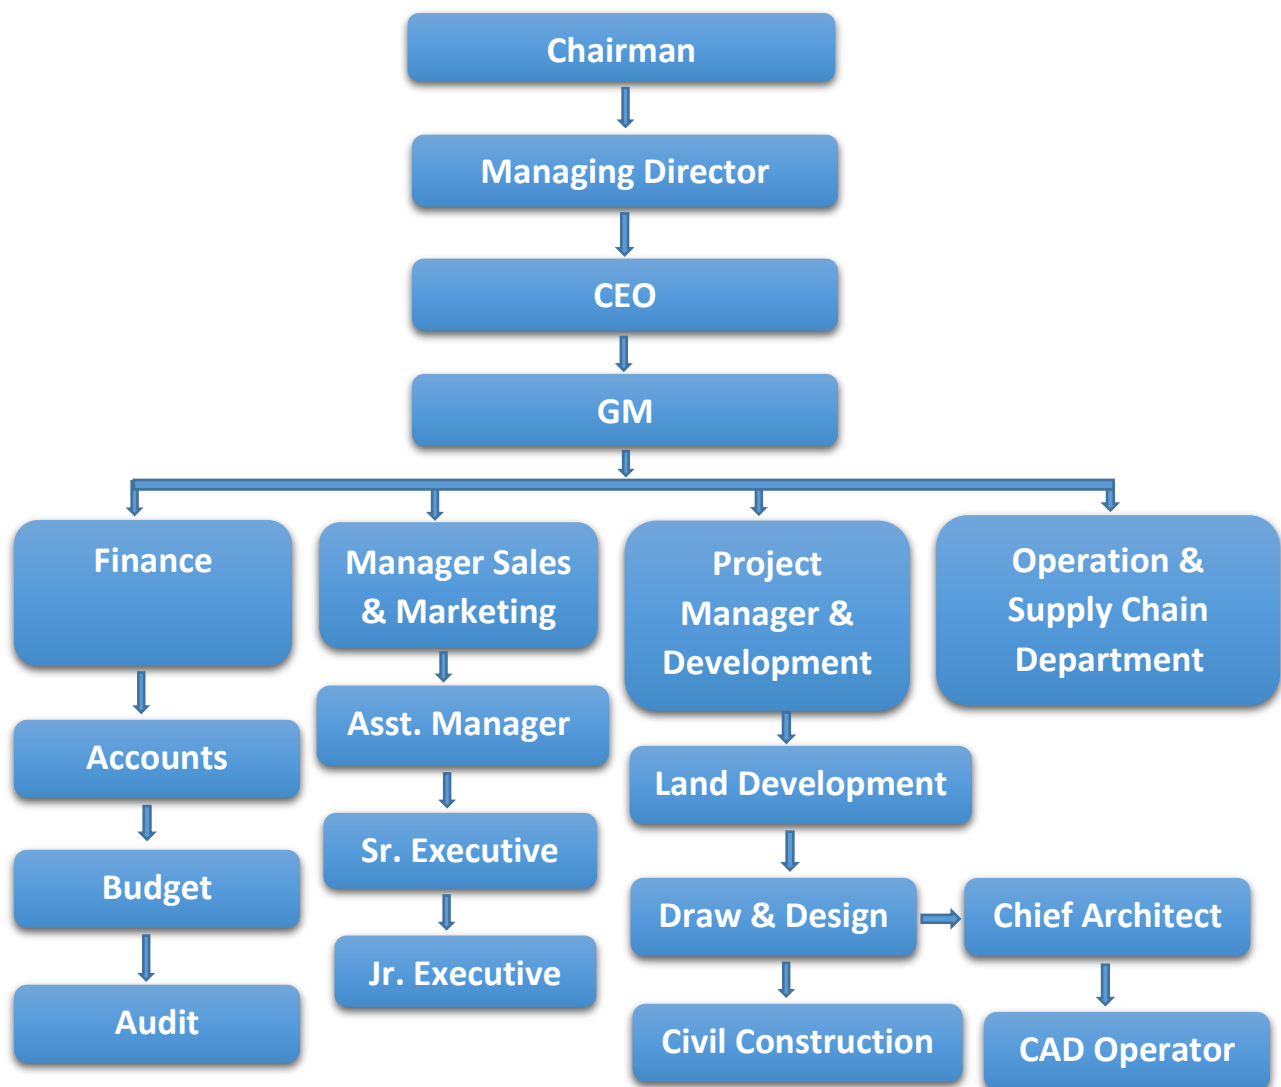 Chairman
Managing Director
CEO
GM
Finance
Manager Sales
& Marketing
Project
Manager &
Development
Operation &
Supply Chain
Department
Accounts
Asst. Manager
Land Development
Budget
Sr. Executive
Draw & Design
Chief Architect
Audit
Jr. Executive
Civil Construction
CAD Operator